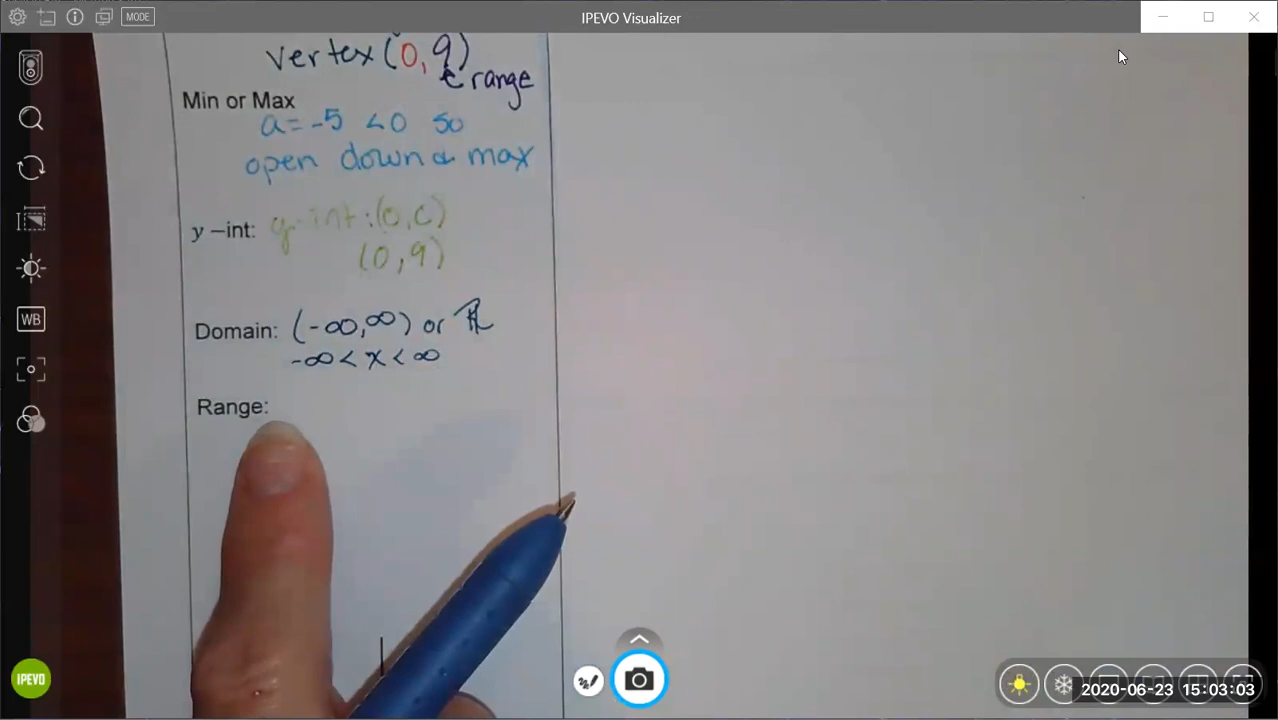 MODE
IPEVO Visualizer
vertex (0, 9)
range
Min or Max
a = -5 < 0 so
open down & max
y-int: y-int: (0, C)
(0, 9)
Domain: (-∞, ∞) or ℝ
-∞ < x < ∞
Range:
WB
IPEVO
2020-06-23 15:03:03